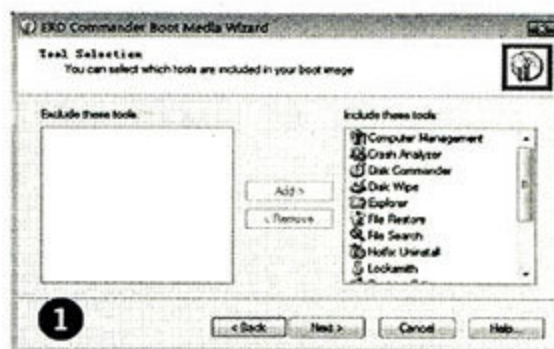 ERD Commander Boot Media Wizard
Tool Selection
You can select which tools are included in your boot image
Exclude these tools
Include these tools
Computer Management
Crash Analyzer
Disk Commander
Disk Wipe
Explorer
File Restore
File Search
Hotfix Uninstall
Locksmith
Add >
< Remove
1
< Back
Next >
Cancel
Help